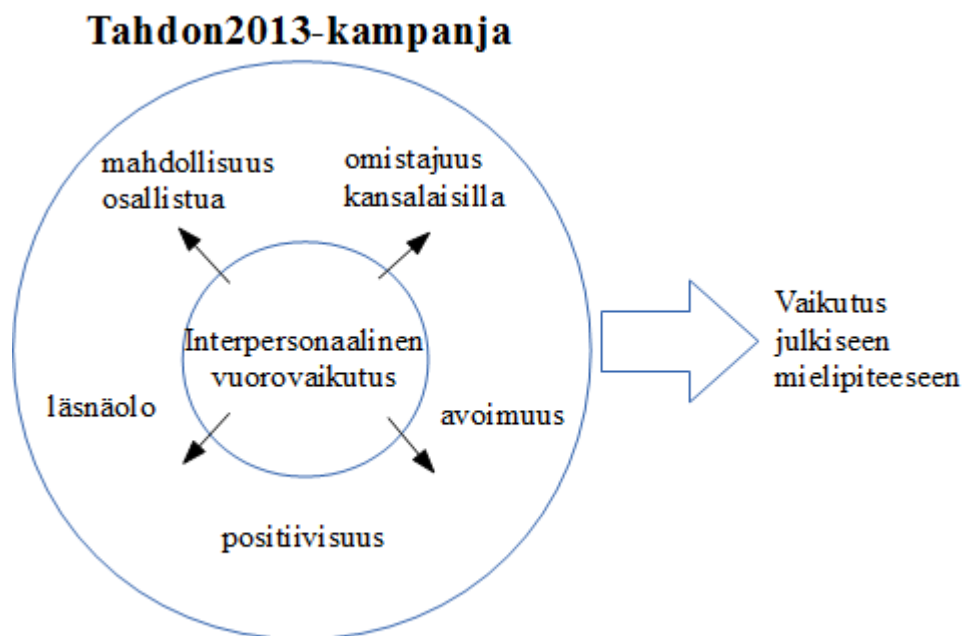 Tahdon2013-kampanja
mahdollisuus
osallistua
omistajuus
kansalaisilla
Interpersonaalinen
vuorovaikutus
läsnäolo
avoimuus
positiivisuus
Vaikutus
julkiseen
mielipiteeseen